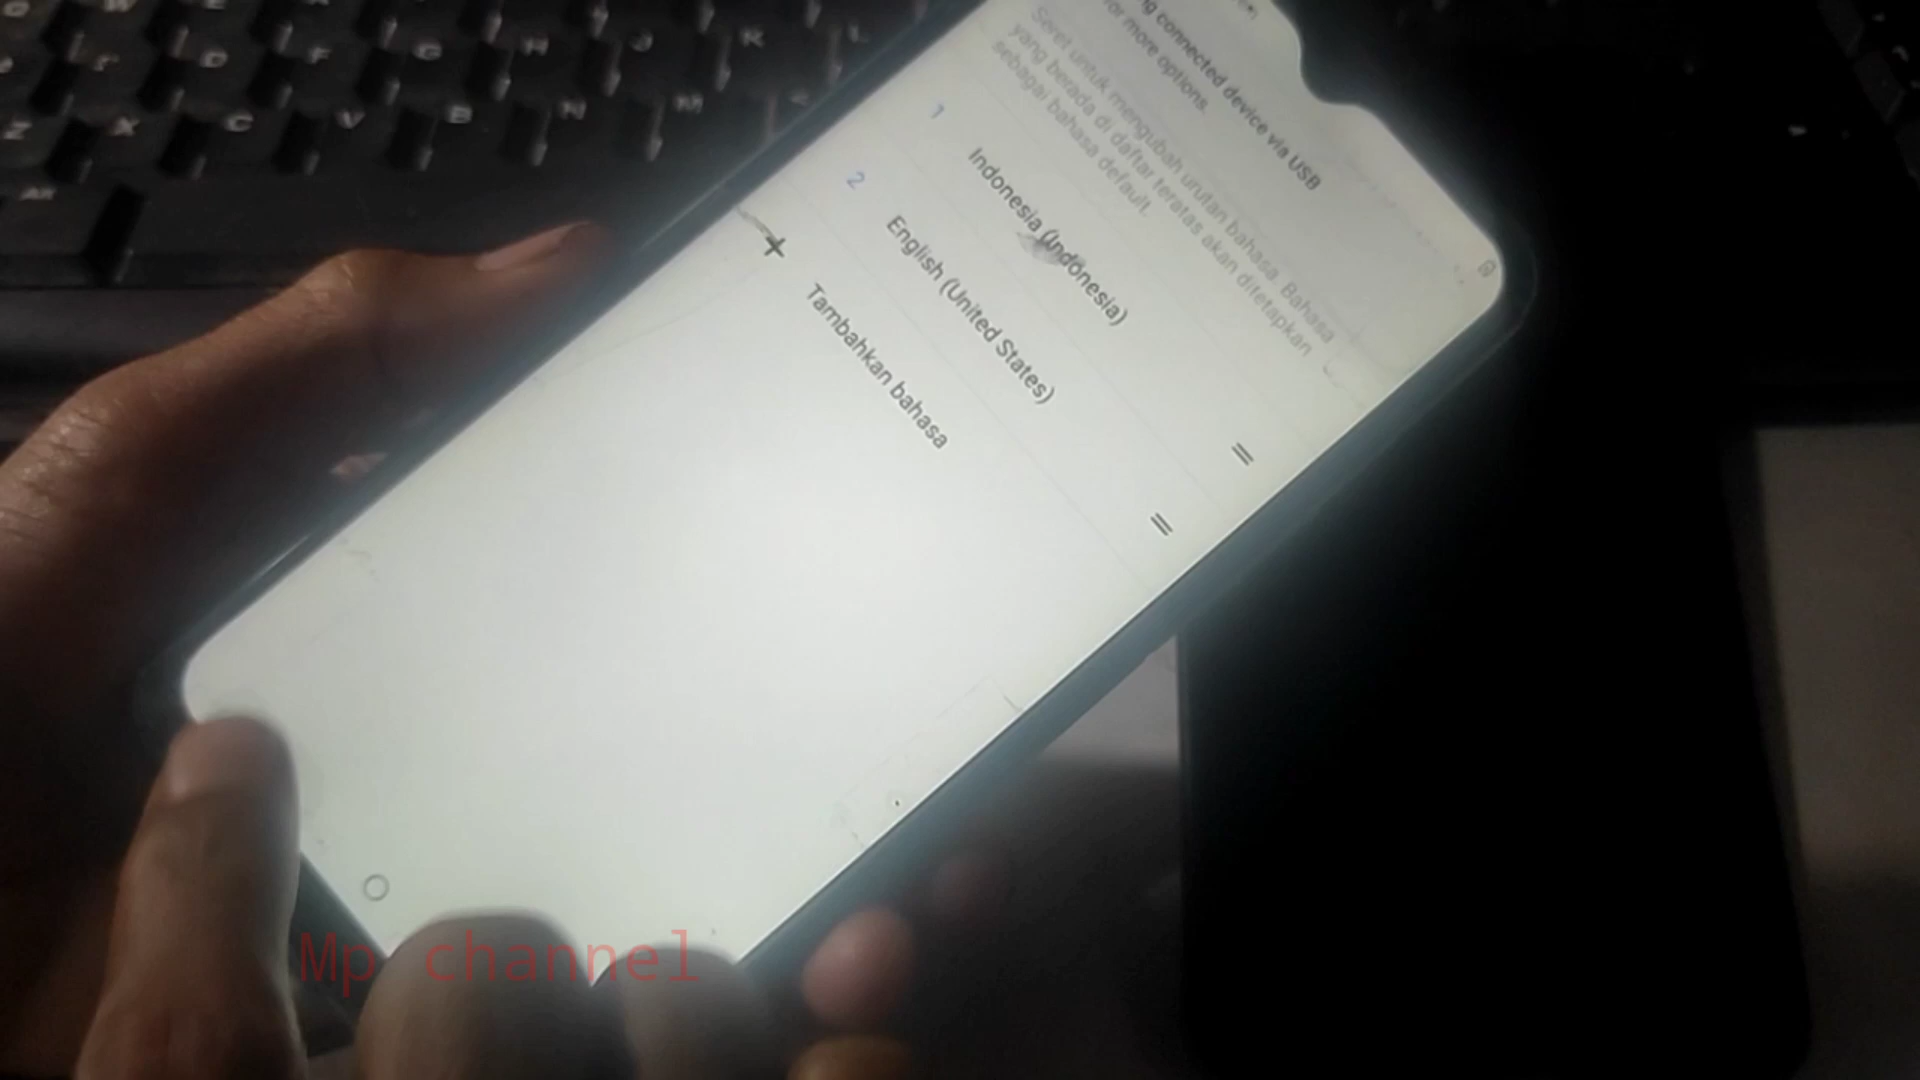 connected device via USB
for more options.
Seret untuk mengubah urutan bahasa. Bahasa
yang berada di daftar teratas akan ditetapkan
sebagai bahasa default.
1
Indonesia (Indonesia)
2
English (United States)
+
Tambahkan bahasa
W
D
F
G
H
J
K
L
Z
X
C
V
B
N
M
Alt
Mp channel